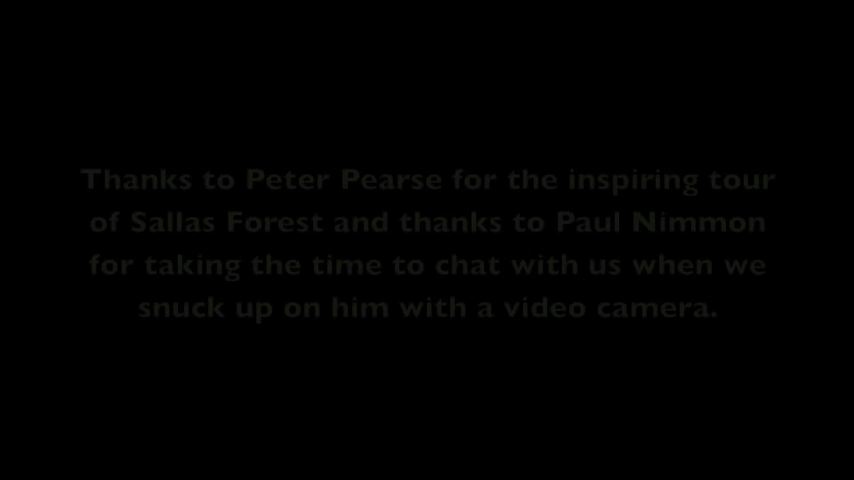 Thanks to Peter Pearse for the inspiring tour
of Sallas Forest and thanks to Paul Nimmon
for taking the time to chat with us when we
snuck up on him with a video camera.